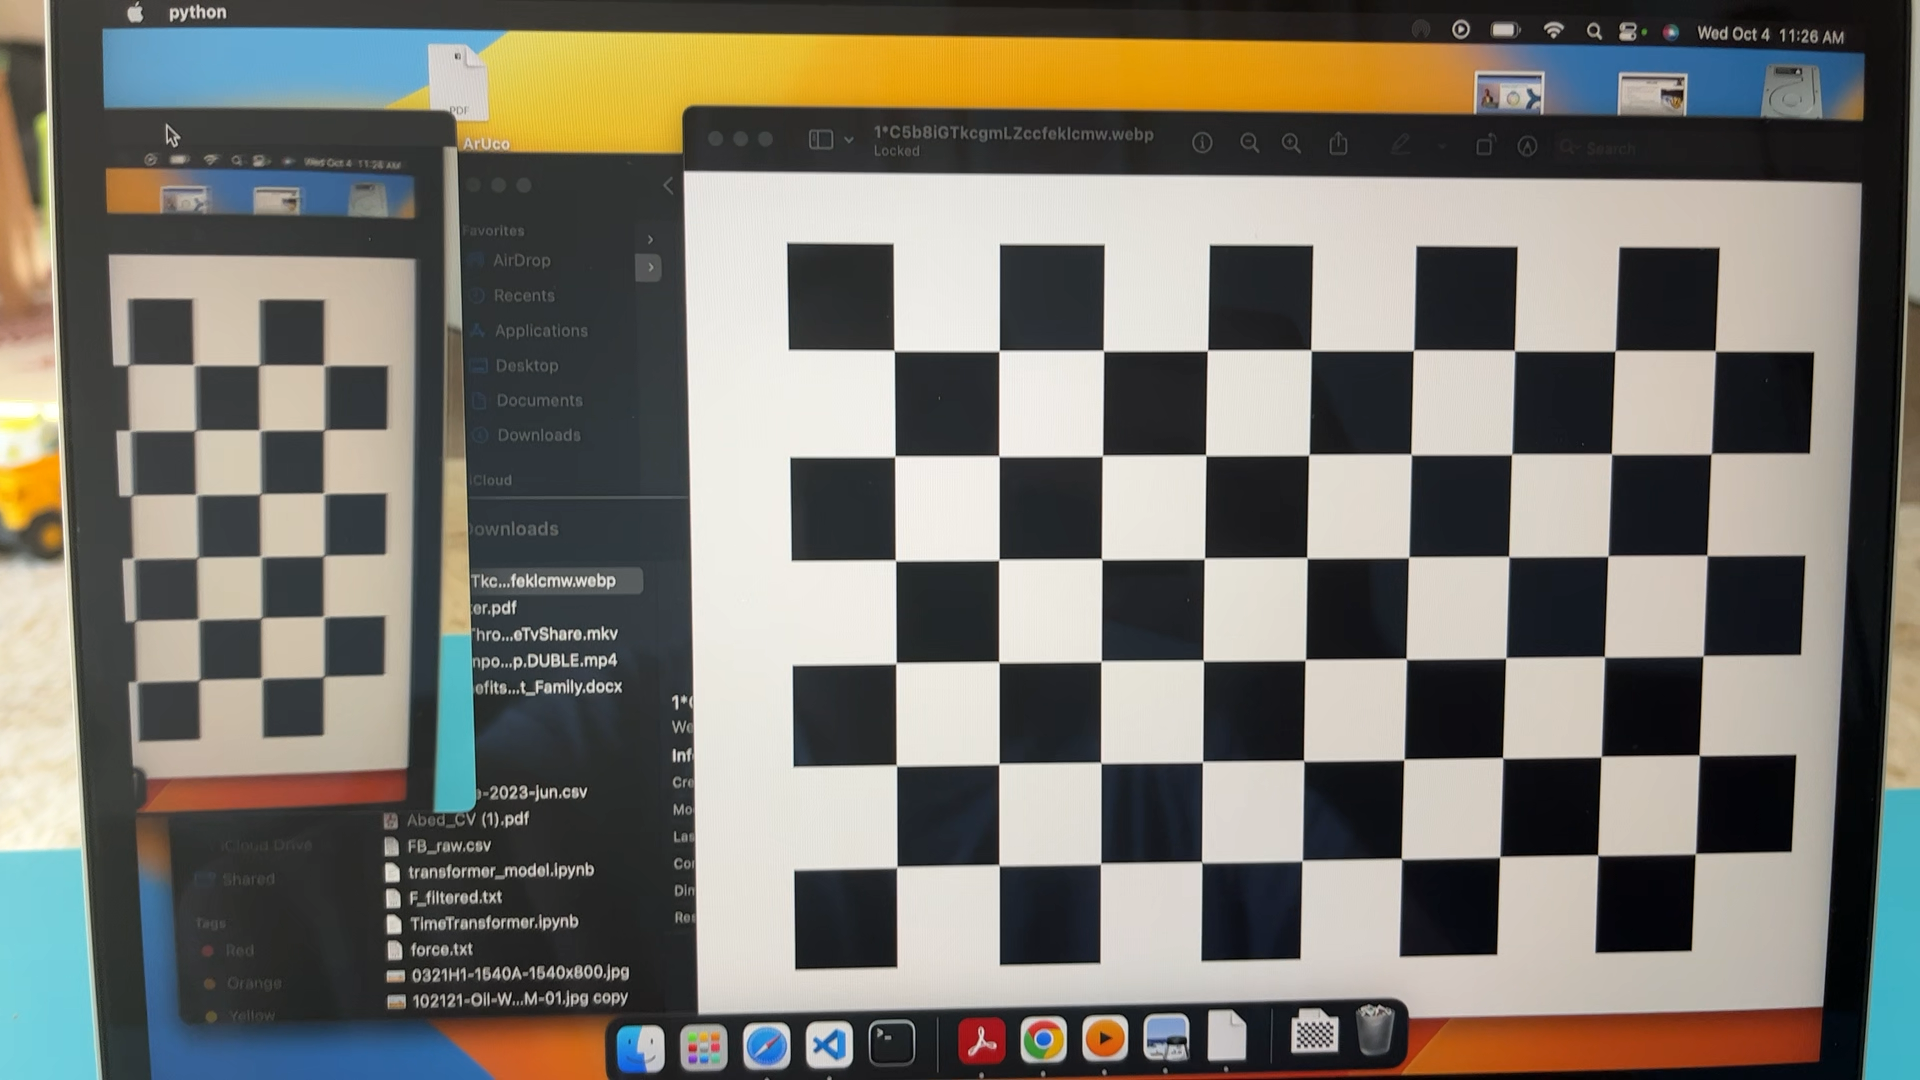 python
Wed Oct 4 11:26 AM
PDF
ArUco
1*C5b8iGTkcgmLZccfeklcmw.webp
Locked
Search
Wed Oct 4 11:26 AM
Favorites
AirDrop
Recents
Applications
Desktop
Documents
Downloads
iCloud
ownloads
Tkc...feklcmw.webp
er.pdf
hro...eTvShare.mkv
npo...p.DUBLE.mp4
efits...t_Family.docx
1*
We
Inf
Cre
Mo
Las
Cor
Din
Res
-2023-jun.csv
Abed_CV (1).pdf
FB_raw.csv
transformer_model.ipynb
F_filtered.txt
TimeTransformer.ipynb
force.txt
0321H1-1540A-1540x800.jpg
102121-Oil-W...M-01.jpg copy
iCloud Drive
Shared
Tags
Red
Orange
Yellow